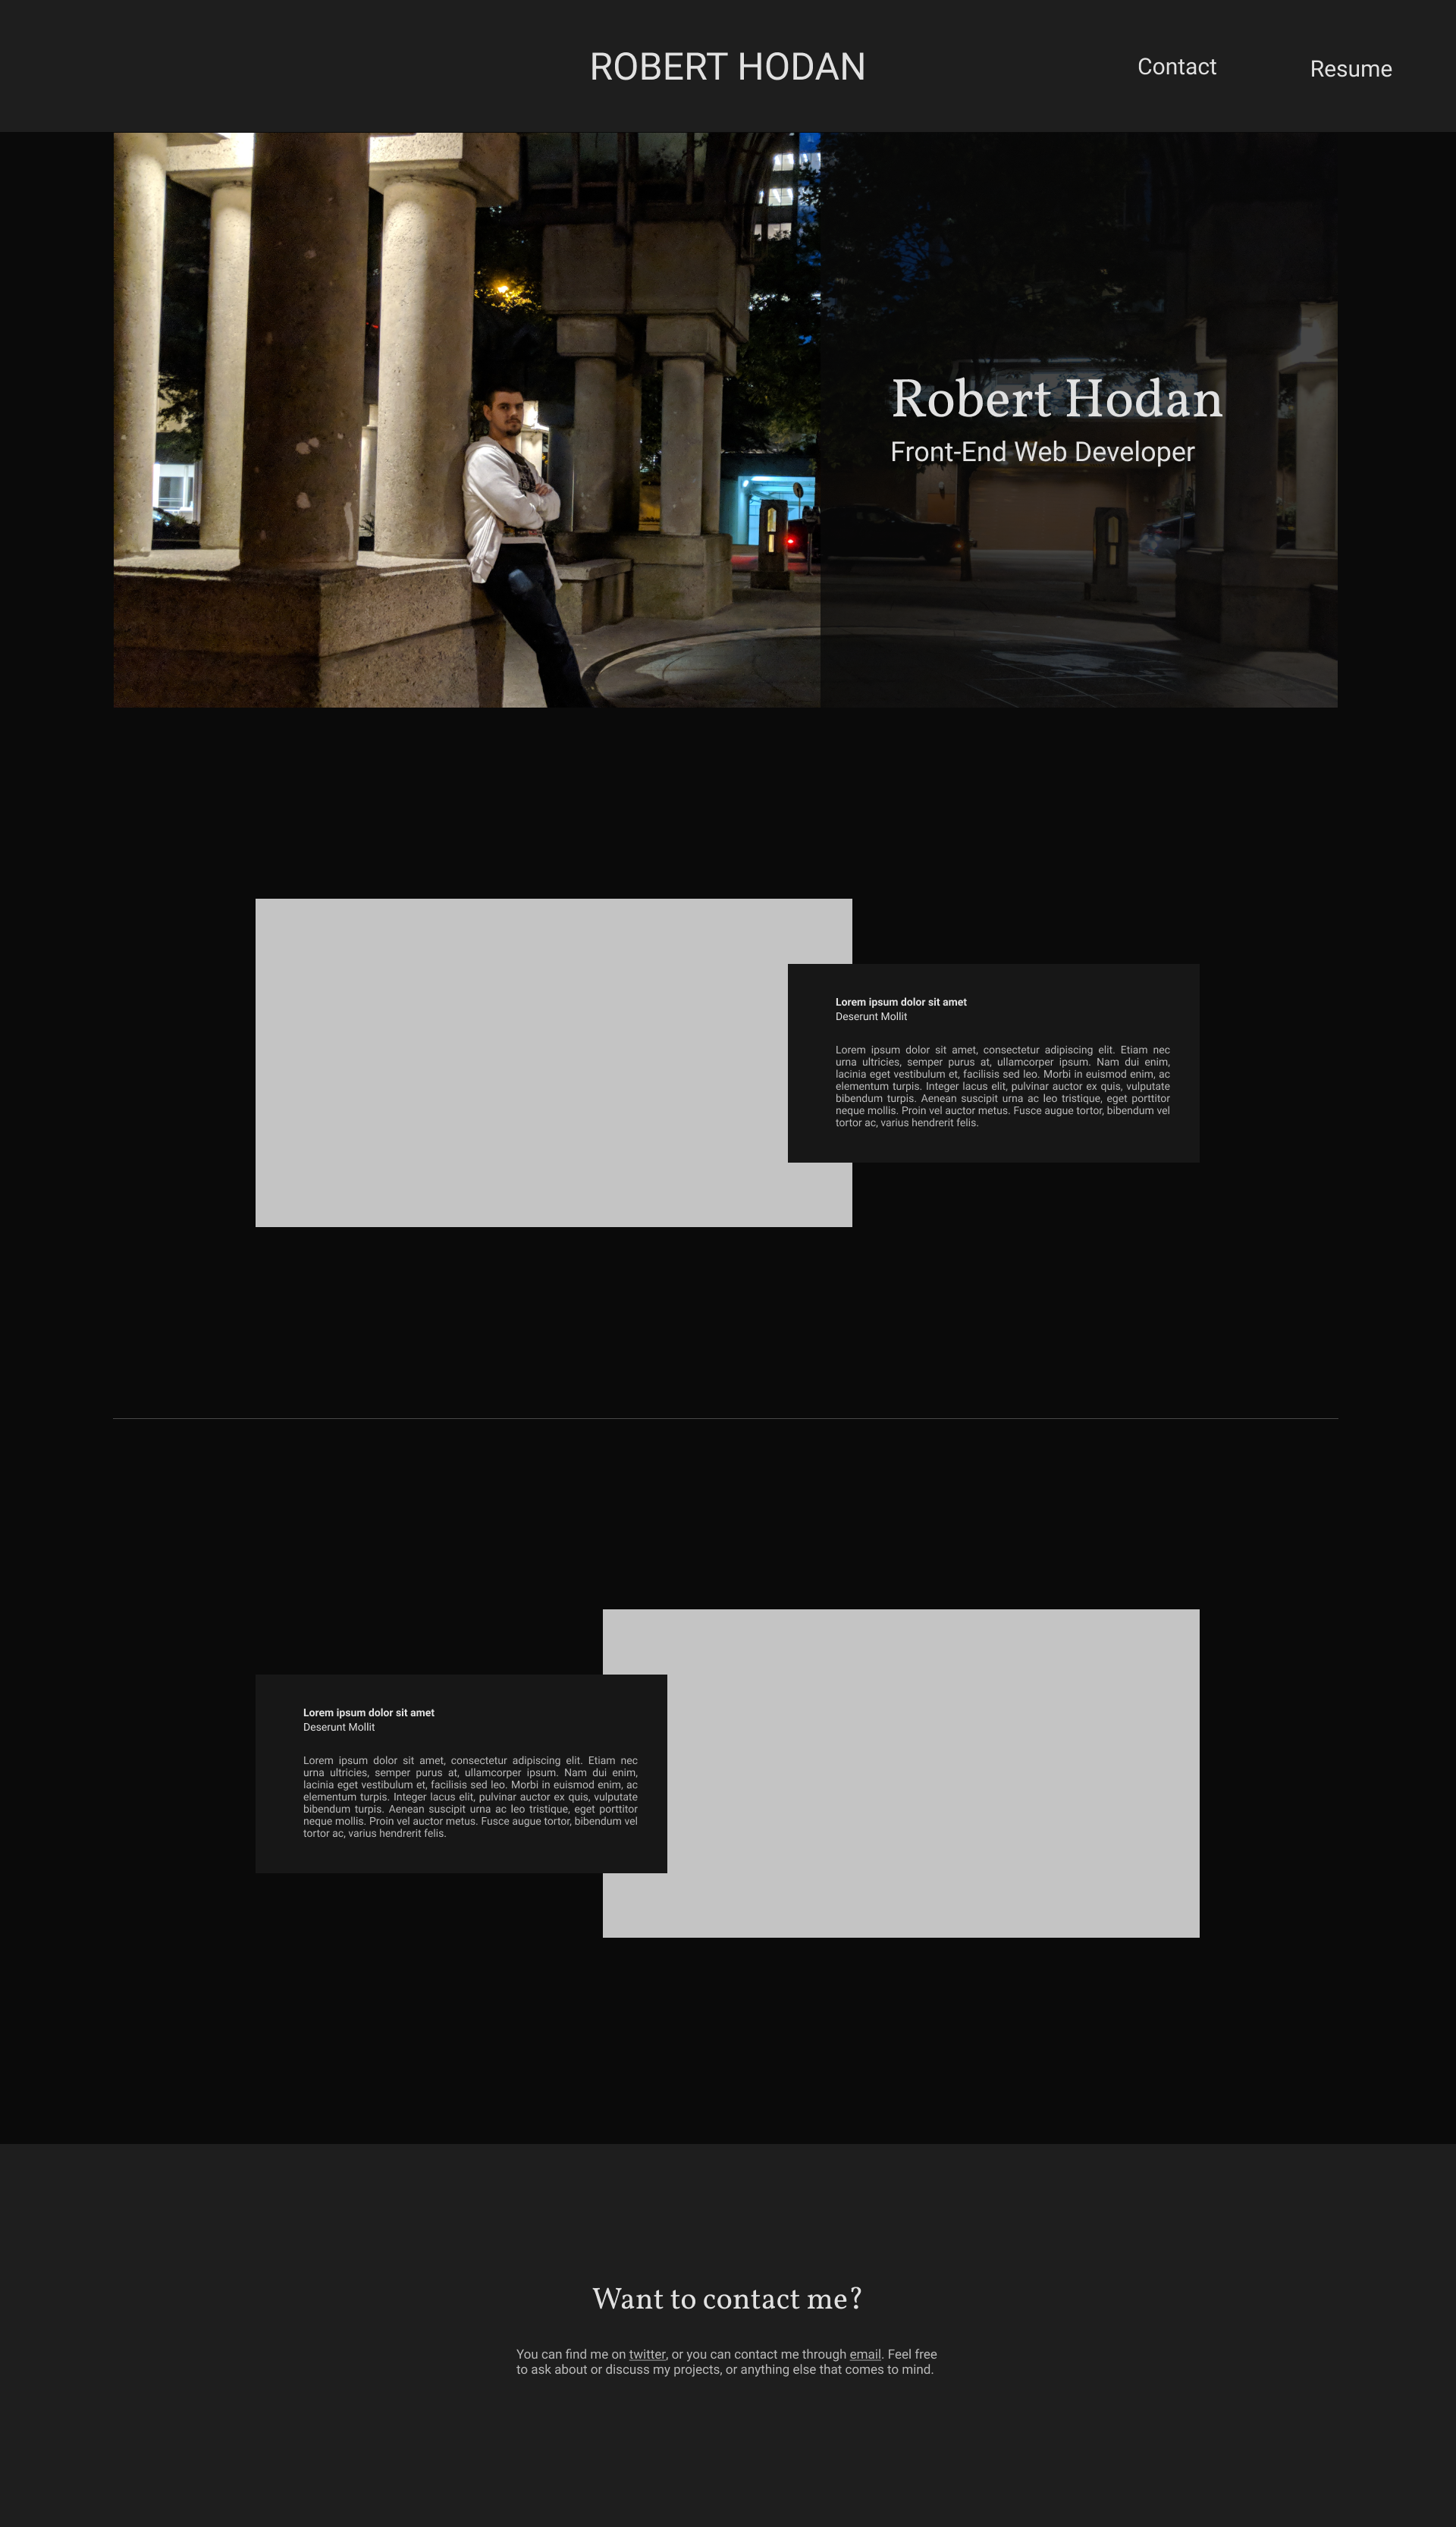 ROBERT HODAN
Contact
Resume
Robert Hodan
Front-End Web Developer
Lorem ipsum dolor sit amet
Deserunt Mollit
Lorem ipsum dolor sit amet, consectetur adipiscing elit. Etiam nec
urna ultricies, semper purus at, ullamcorper ipsum. Nam dui enim,
lacinia eget vestibulum et, facilisis sed leo. Morbi in euismod enim, ac
elementum turpis. Integer lacus elit, pulvinar auctor ex quis, vulputate
bibendum turpis. Aenean suscipit urna ac leo tristique, eget porttitor
neque mollis. Proin vel auctor metus. Fusce augue tortor, bibendum vel
tortor ac, varius hendrerit felis.
Lorem ipsum dolor sit amet
Deserunt Mollit
Lorem ipsum dolor sit amet, consectetur adipiscing elit. Etiam nec
urna ultricies, semper purus at, ullamcorper ipsum. Nam dui enim,
lacinia eget vestibulum et, facilisis sed leo. Morbi in euismod enim, ac
elementum turpis. Integer lacus elit, pulvinar auctor ex quis, vulputate
bibendum turpis. Aenean suscipit urna ac leo tristique, eget porttitor
neque mollis. Proin vel auctor metus. Fusce augue tortor, bibendum vel
tortor ac, varius hendrerit felis.
Want to contact me?
You can find me on twitter, or you can contact me through email. Feel free
to ask about or discuss my projects, or anything else that comes to mind.